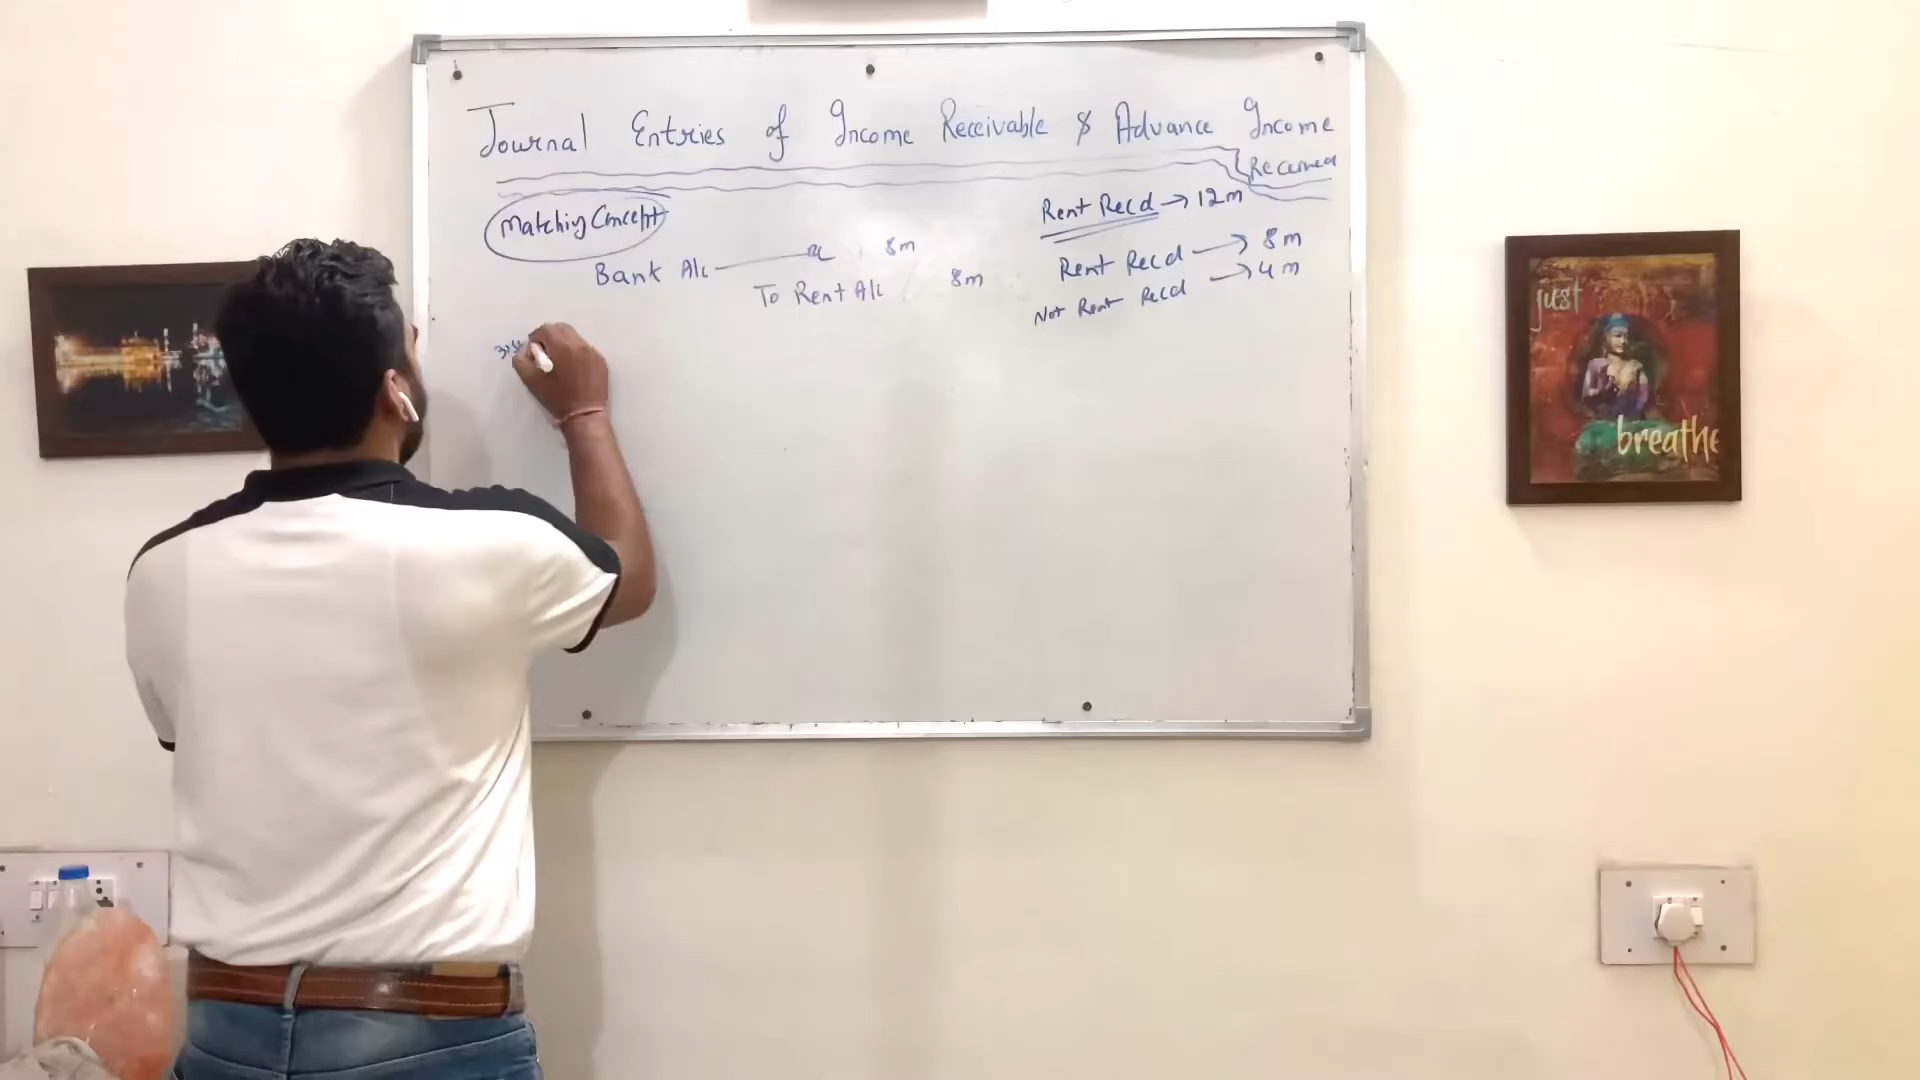 Journal Entries of Income Receivable & Advance Income
Received
Matching Concept
Rent Recd → 12m
Bank A/c 8m
To Rent A/c 8m
Rent Recd → 8m
Not Rent Recd → 4m
31st
just
breathe